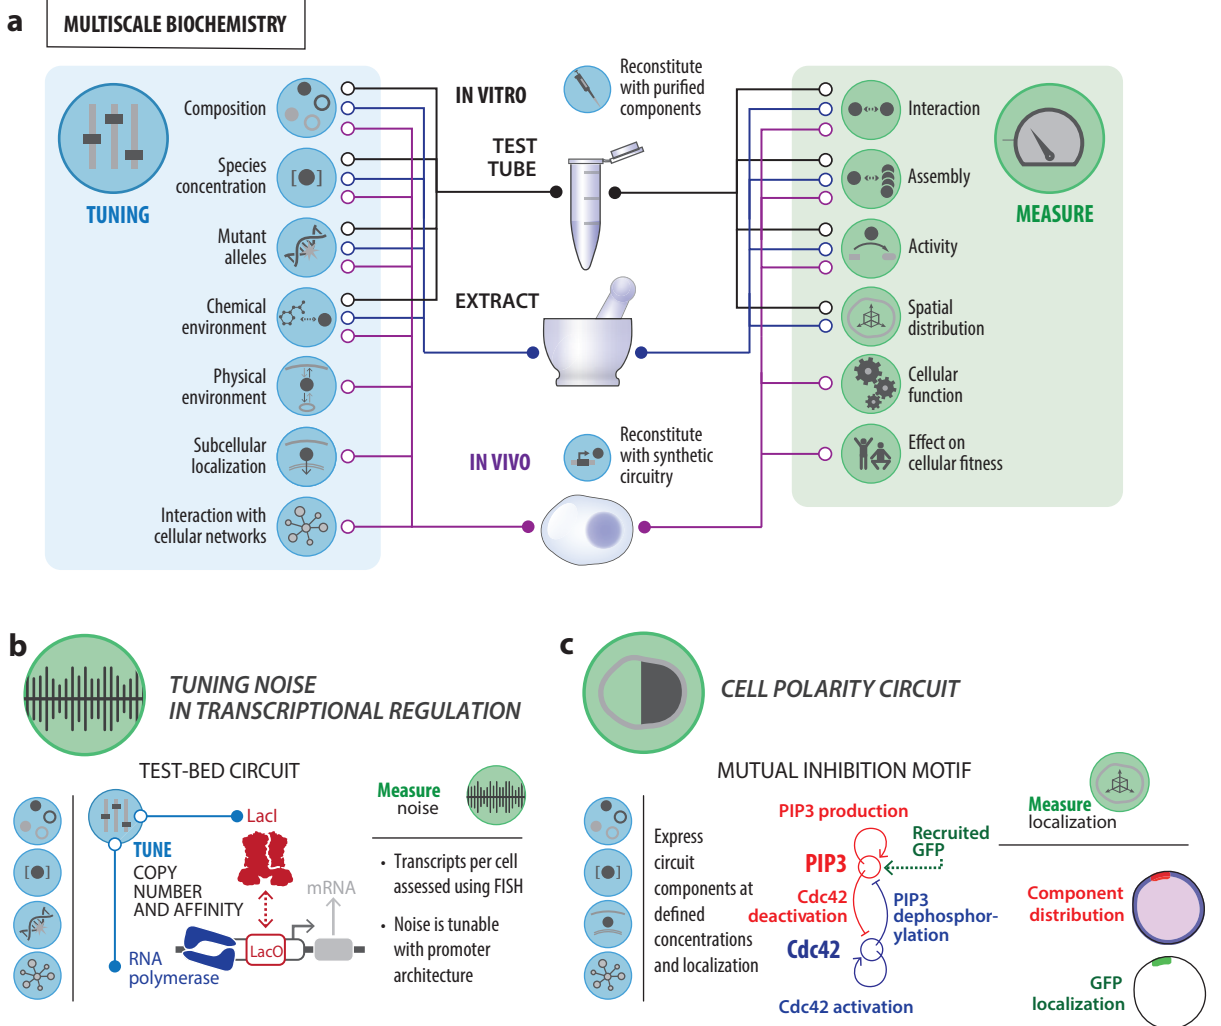 a
MULTISCALE BIOCHEMISTRY
TUNING
Composition
Species
concentration
[ ]
Mutant
alleles
Chemical
environment
Physical
environment
Subcellular
localization
Interaction with
cellular networks
IN VITRO
Reconstitute
with purified
components
TEST
TUBE
EXTRACT
IN VIVO
Reconstitute
with synthetic
circuitry
Interaction
Assembly
Activity
Spatial
distribution
Cellular
function
Effect on
cellular fitness
MEASURE
b
TUNING NOISE
IN TRANSCRIPTIONAL REGULATION
TEST-BED CIRCUIT
[ ]
LacI
TUNE
COPY
NUMBER
AND AFFINITY
mRNA
LacO
RNA
polymerase
Measure
noise
• Transcripts per cell
assessed using FISH
• Noise is tunable
with promoter
architecture
c
CELL POLARITY CIRCUIT
MUTUAL INHIBITION MOTIF
[ ]
Express
circuit
components at
defined
concentrations
and localization
PIP3 production
Recruited
GFP
PIP3
Cdc42
deactivation
PIP3
dephosphor-
ylation
Cdc42
Cdc42 activation
Measure
localization
Component
distribution
GFP
localization